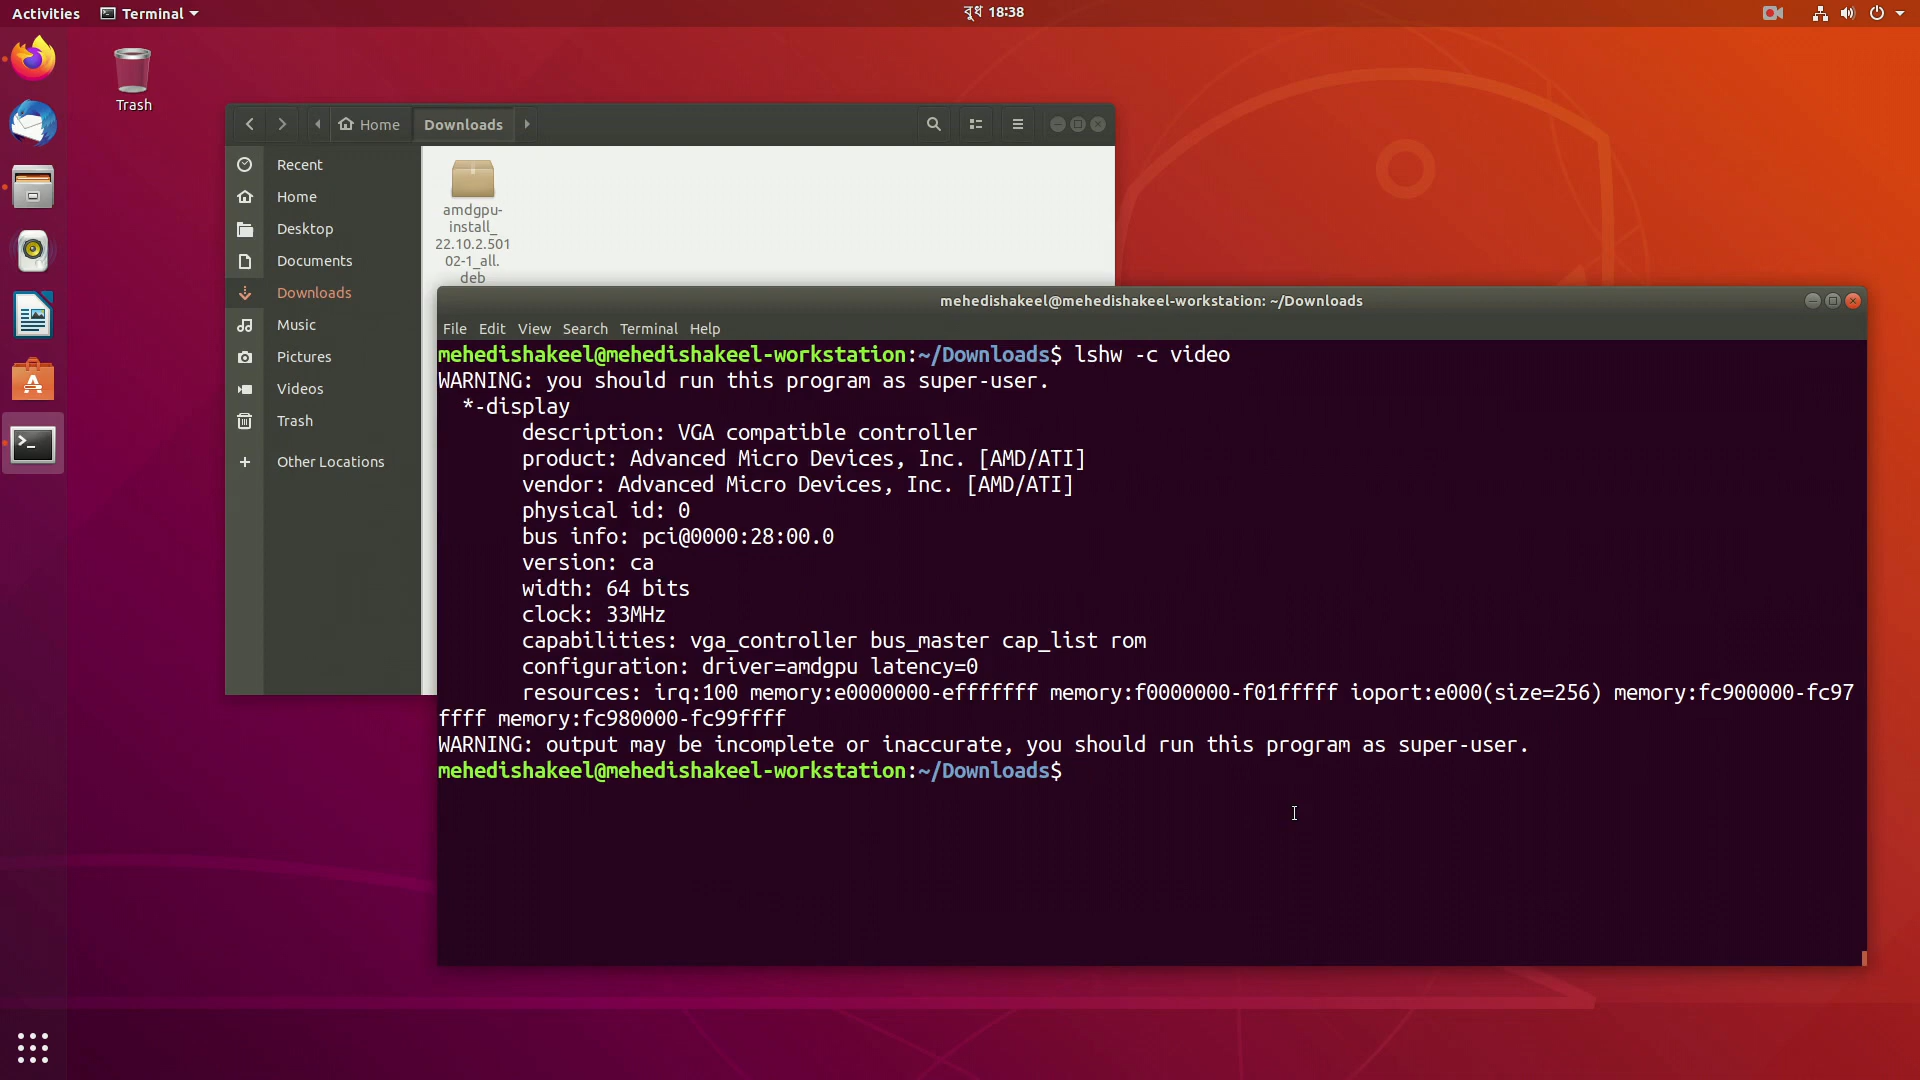 Activities
Terminal
বুধ 18:38
Trash
Home
Downloads
Recent
Home
Desktop
Documents
Downloads
Music
Pictures
Videos
Trash
Other Locations
amdgpu-
install_
22.10.2.501
02-1_all.
deb
mehedishakeel@mehedishakeel-workstation: ~/Downloads
File Edit View Search Terminal Help
mehedishakeel@mehedishakeel-workstation:~/Downloads$ lshw -c video
WARNING: you should run this program as super-user.
*-display
description: VGA compatible controller
product: Advanced Micro Devices, Inc. [AMD/ATI]
vendor: Advanced Micro Devices, Inc. [AMD/ATI]
physical id: 0
bus info: pci@0000:28:00.0
version: ca
width: 64 bits
clock: 33MHz
capabilities: vga_controller bus_master cap_list rom
configuration: driver=amdgpu latency=0
resources: irq:100 memory:e0000000-efffffff memory:f0000000-f01fffff ioport:e000(size=256) memory:fc900000-fc97
ffff memory:fc980000-fc99ffff
WARNING: output may be incomplete or inaccurate, you should run this program as super-user.
mehedishakeel@mehedishakeel-workstation:~/Downloads$